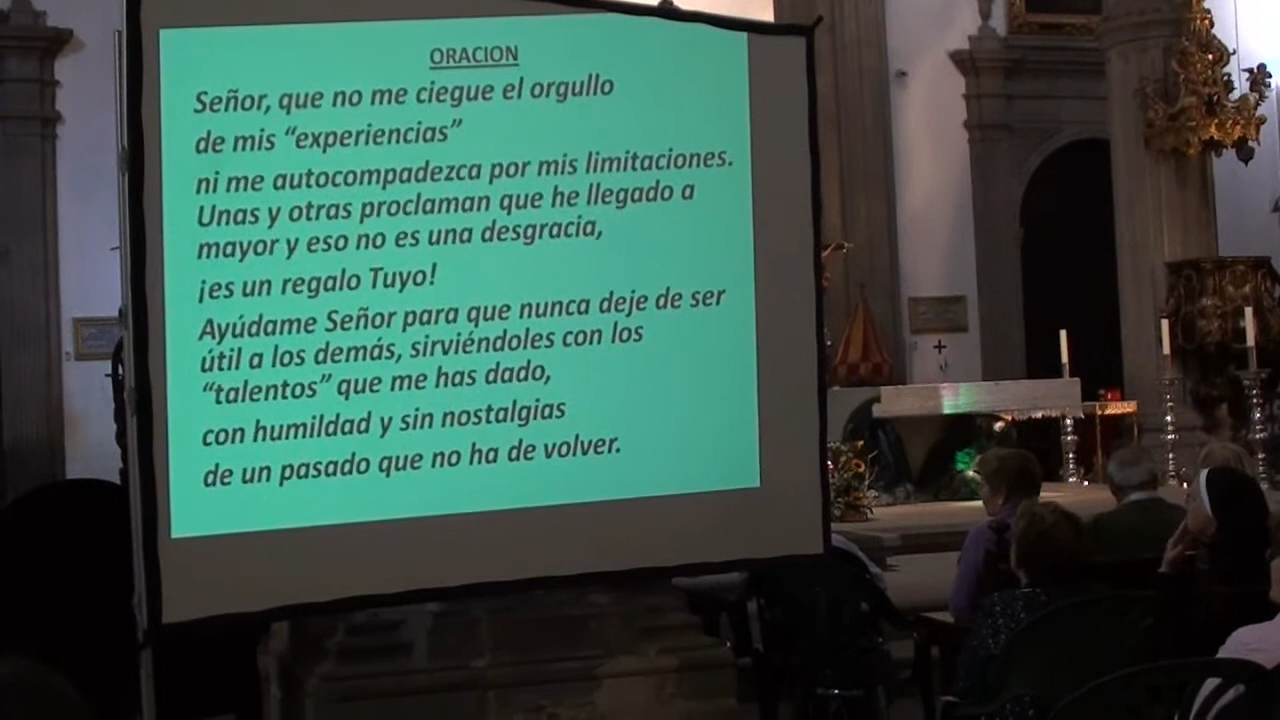 ORACION
Señor, que no me ciegue el orgullo
de mis “experiencias”
ni me autocompadezca por mis limitaciones.
Unas y otras proclaman que he llegado a
mayor y eso no es una desgracia,
¡es un regalo Tuyo!
Ayúdame Señor para que nunca deje de ser
útil a los demás, sirviéndoles con los
“talentos” que me has dado,
con humildad y sin nostalgias
de un pasado que no ha de volver.